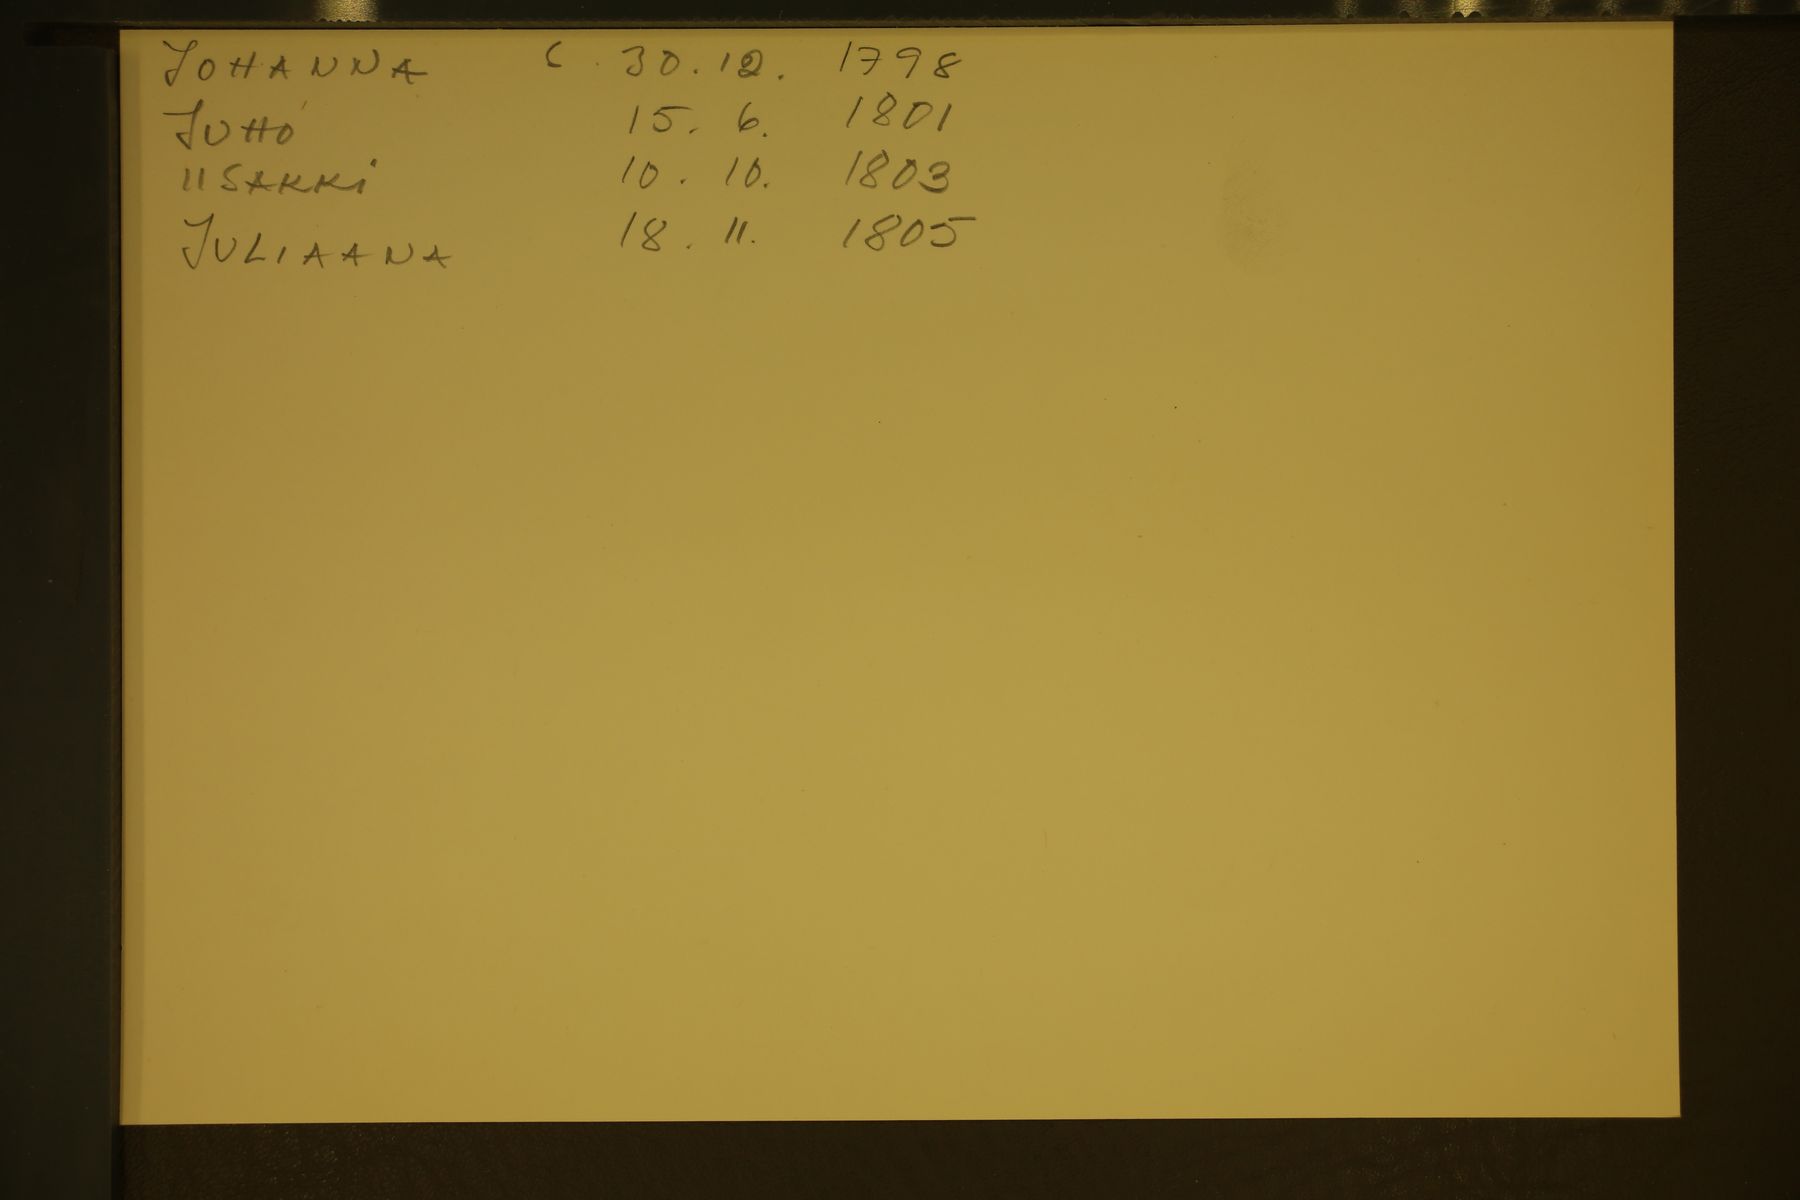 JOHANNA 30.12. 1798
JUHO 15. 6. 1801
IISAKKI 10. 10. 1803
JULIAANA 18. 11. 1805